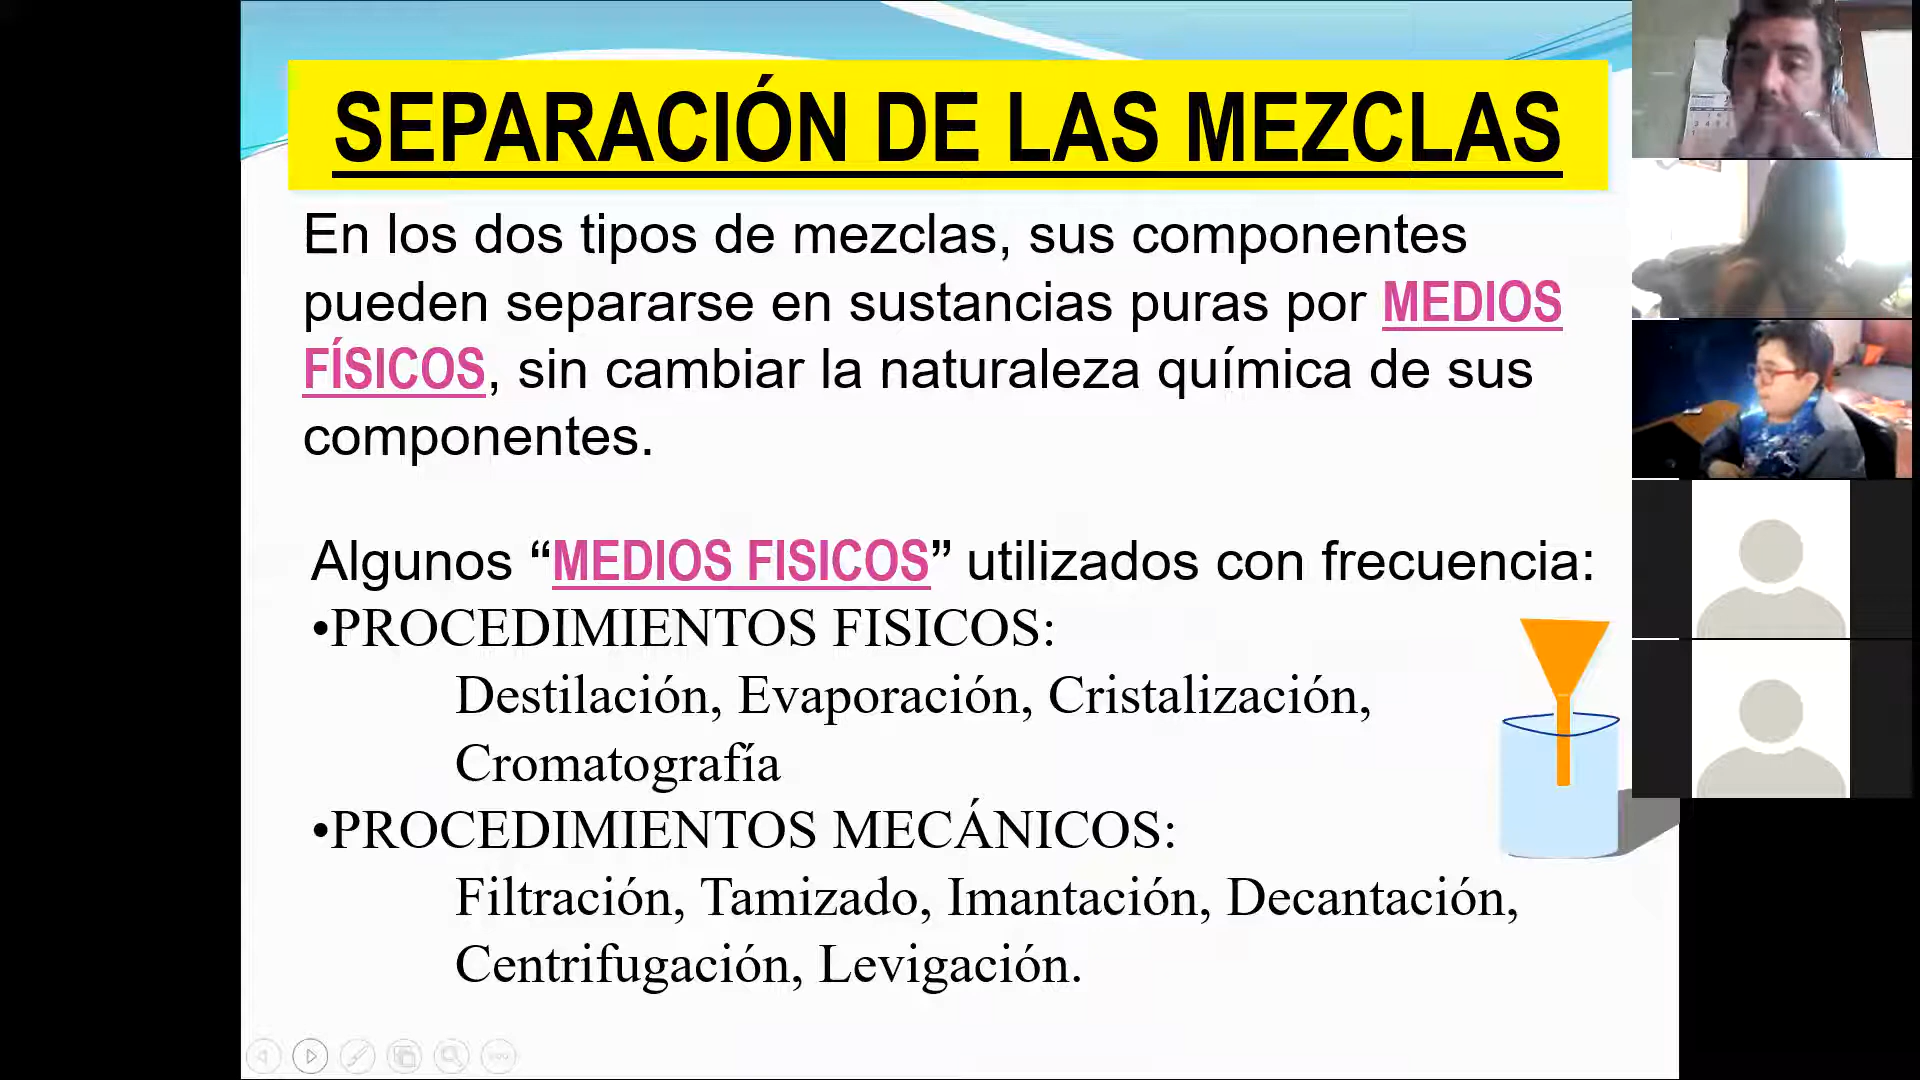 SEPARACIÓN DE LAS MEZCLAS
En los dos tipos de mezclas, sus componentes
pueden separarse en sustancias puras por MEDIOS
FÍSICOS, sin cambiar la naturaleza química de sus
componentes.
Algunos “MEDIOS FISICOS” utilizados con frecuencia:
•PROCEDIMIENTOS FISICOS:
Destilación, Evaporación, Cristalización,
Cromatografía
•PROCEDIMIENTOS MECÁNICOS:
Filtración, Tamizado, Imantación, Decantación,
Centrifugación, Levigación.